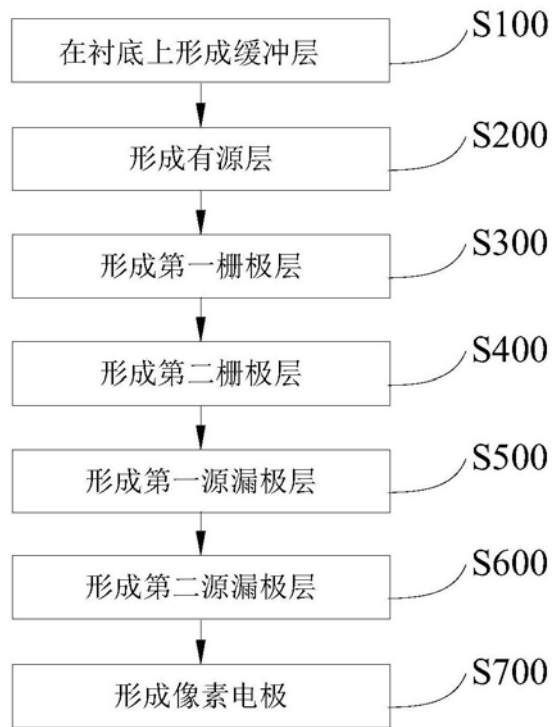 在衬底上形成缓冲层
S100
形成有源层
S200
形成第一栅极层
S300
形成第二栅极层
S400
形成第一源漏极层
S500
形成第二源漏极层
S600
形成像素电极
S700